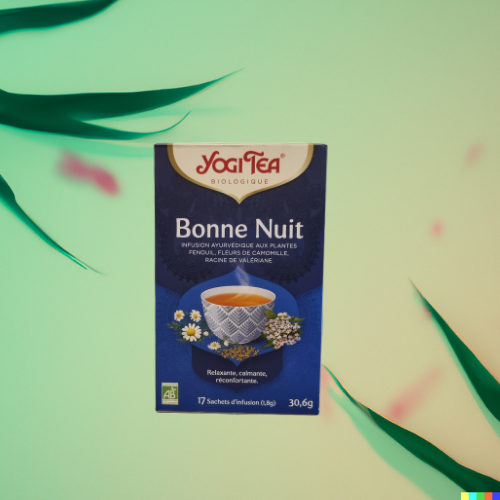 YOGI TEA®
BIOLOGIQUE
Bonne Nuit
INFUSION AYURVÉDIQUE AUX PLANTES
FENOUIL, FLEURS DE CAMOMILLE,
RACINE DE VALÉRIANE
Relaxante, calmante,
réconfortante.
AB
17 Sachets d'infusion (1,8g) 30,6g